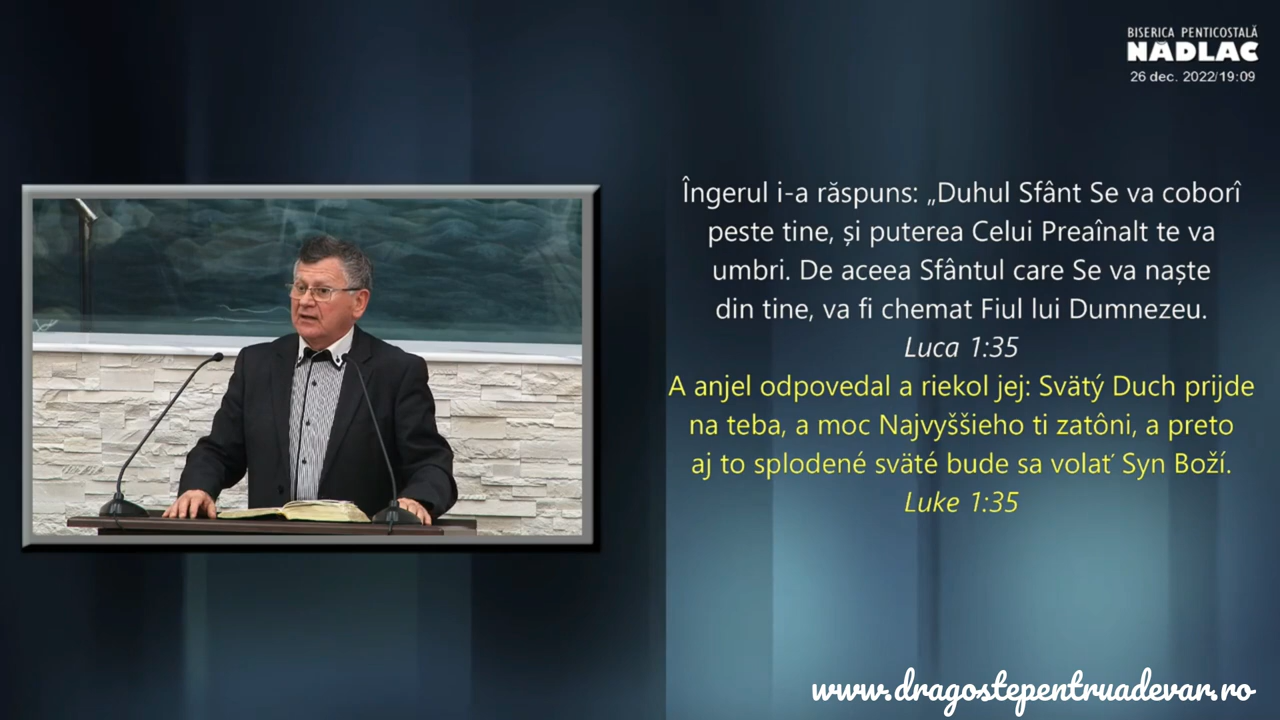 BISERICA PENTICOSTALĂ
NĂDLAC
26 dec. 2022/19:09
Îngerul i-a răspuns: „Duhul Sfânt Se va coborî
peste tine, și puterea Celui Preaînalt te va
umbri. De aceea Sfântul care Se va naște
din tine, va fi chemat Fiul lui Dumnezeu.
Luca 1:35
A anjel odpovedal a riekol jej: Svätý Duch prijde
na teba, a moc Najvyššieho ti zatôni, a preto
aj to splodené sväté bude sa volať Syn Boží.
Luke 1:35
www.dragostepentruadevar.ro